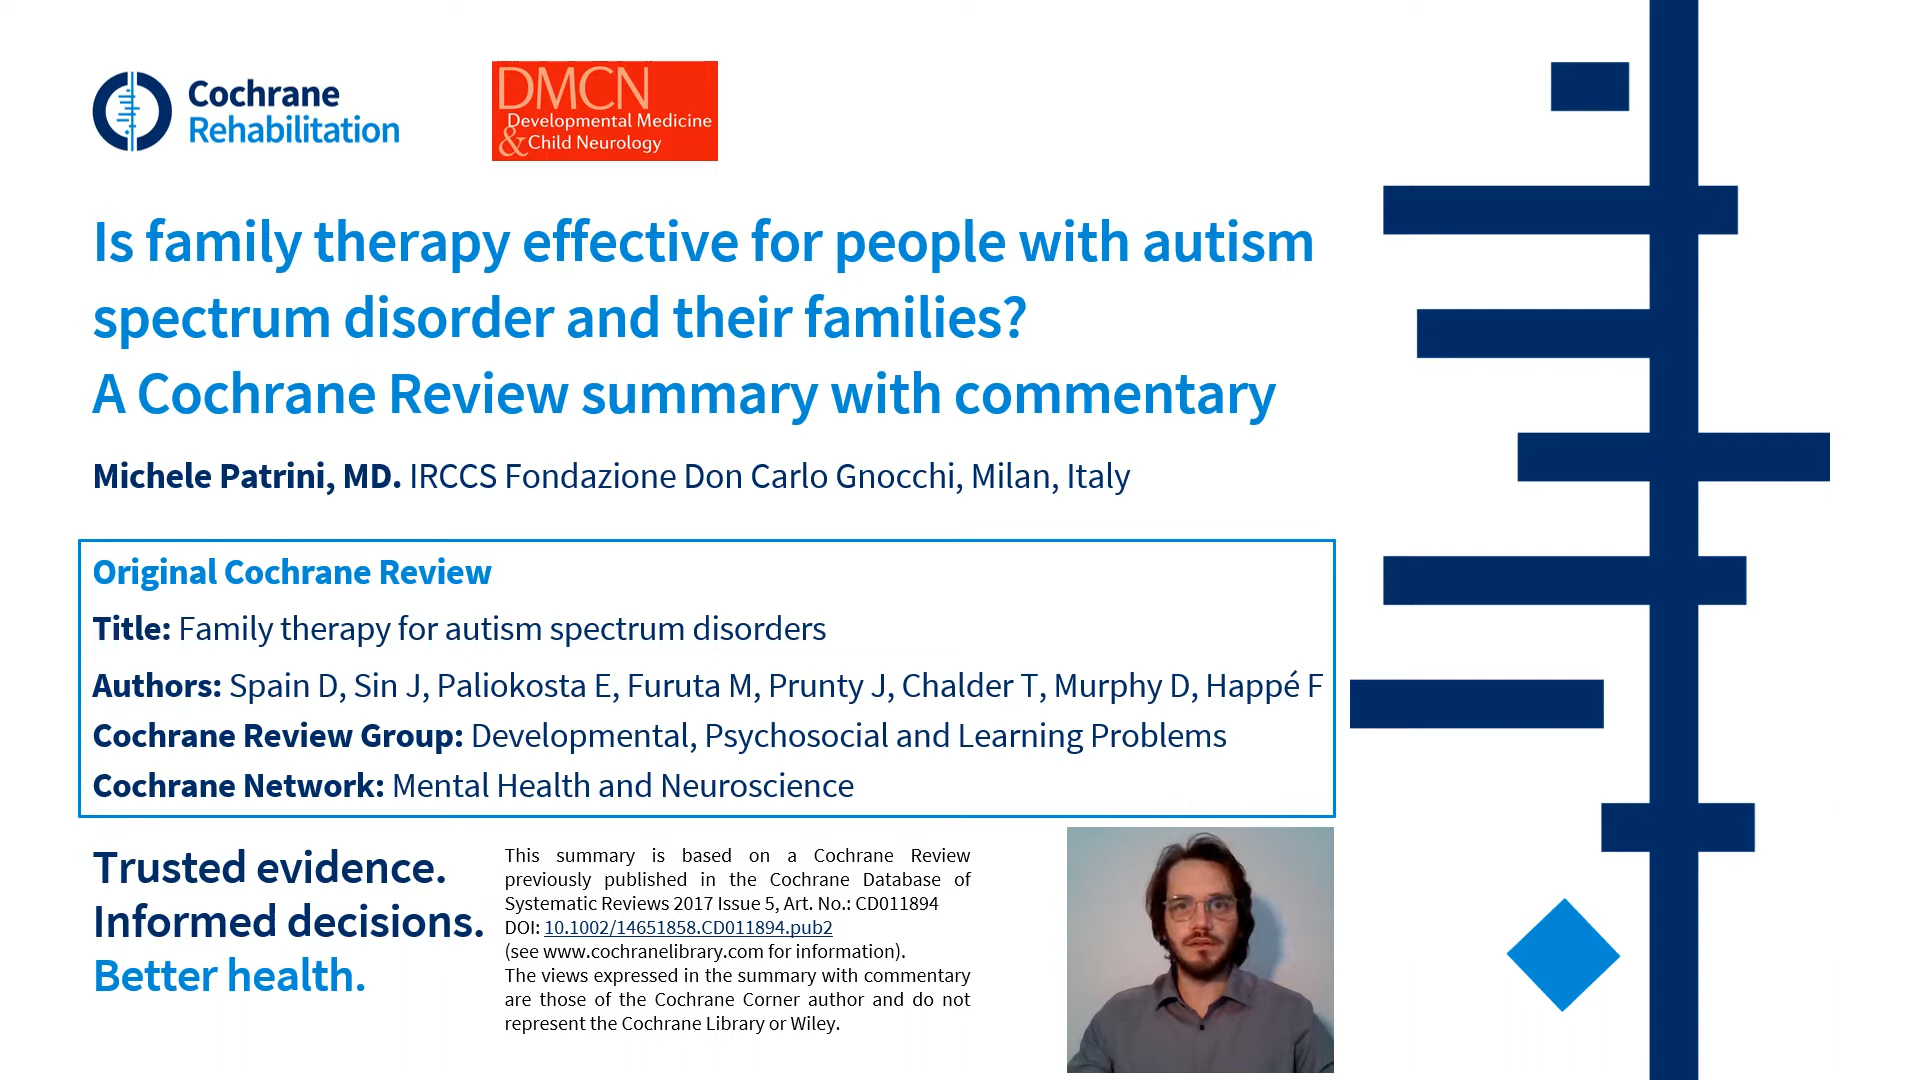 Cochrane
Rehabilitation
DMCN
Developmental Medicine
& Child Neurology
Is family therapy effective for people with autism
spectrum disorder and their families?
A Cochrane Review summary with commentary
Michele Patrini, MD. IRCCS Fondazione Don Carlo Gnocchi, Milan, Italy
Original Cochrane Review
Title: Family therapy for autism spectrum disorders
Authors: Spain D, Sin J, Paliokosta E, Furuta M, Prunty J, Chalder T, Murphy D, Happé F
Cochrane Review Group: Developmental, Psychosocial and Learning Problems
Cochrane Network: Mental Health and Neuroscience
Trusted evidence.
Informed decisions.
Better health.
This summary is based on a Cochrane Review
previously published in the Cochrane Database of
Systematic Reviews 2017 Issue 5, Art. No.: CD011894
DOI: 10.1002/14651858.CD011894.pub2
(see www.cochranelibrary.com for information).
The views expressed in the summary with commentary
are those of the Cochrane Corner author and do not
represent the Cochrane Library or Wiley.